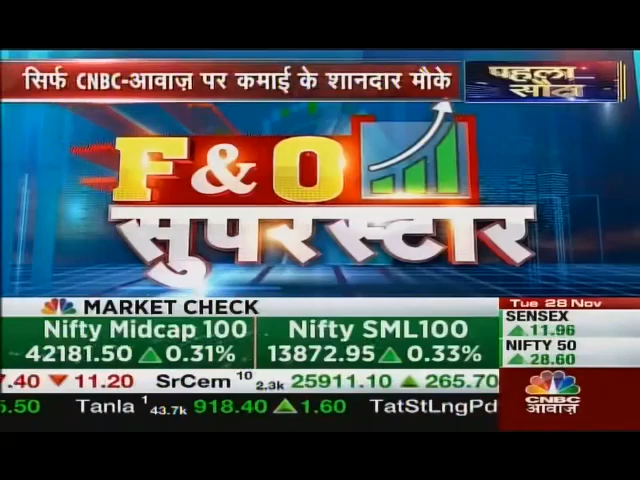 सिर्फ CNBC-आवाज़ पर कमाई के शानदार मौके
पहला
सौदा
F&O
सुपरस्टार
MARKET CHECK
Tue 28 Nov
Nifty Midcap 100
42181.50 ▲ 0.31%
Nifty SML100
13872.95 ▲ 0.33%
SENSEX
▲ 11.96
NIFTY 50
▲ 28.60
7.40 ▼ 11.20 SrCem 10 2.3k 25911.10 ▲ 265.70
5.50 Tanla 1 43.7k 918.40 ▲ 1.60 TatStLngPd
CNBC
आवाज़